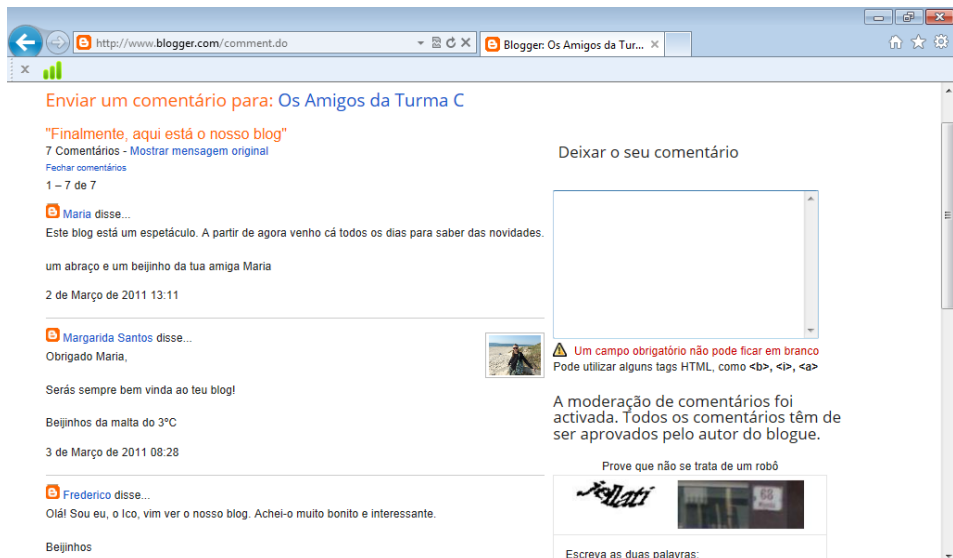 http://www.blogger.com/comment.do
Blogger: Os Amigos da Tur...
Enviar um comentário para: Os Amigos da Turma C
"Finalmente, aqui está o nosso blog"
7 Comentários - Mostrar mensagem original
Fechar comentários
1 – 7 de 7
Maria disse...
Este blog está um espetáculo. A partir de agora venho cá todos os dias para saber das novidades.
um abraço e um beijinho da tua amiga Maria
2 de Março de 2011 13:11
Margarida Santos disse...
Obrigado Maria,
Serás sempre bem vinda ao teu blog!
Beijinhos da malta do 3ºC
3 de Março de 2011 08:28
Frederico disse...
Olá! Sou eu, o Ico, vim ver o nosso blog. Achei-o muito bonito e interessante.
Beijinhos
Deixar o seu comentário
Um campo obrigatório não pode ficar em branco
Pode utilizar alguns tags HTML, como <b>, <i>, <a>
A moderação de comentários foi
activada. Todos os comentários têm de
ser aprovados pelo autor do blogue.
Prove que não se trata de um robô
68
Escreva as duas palavras: